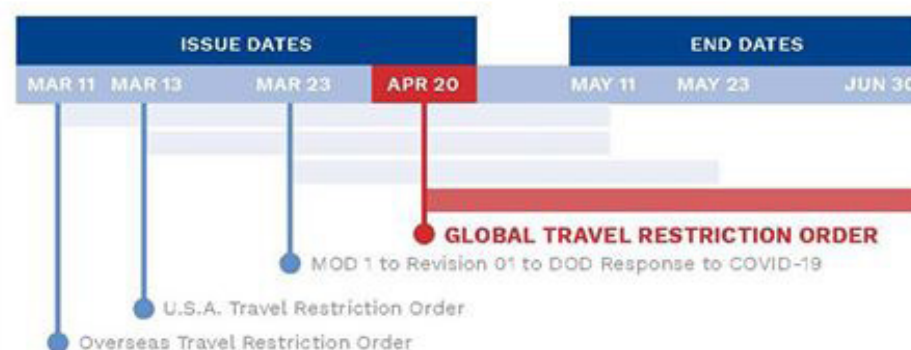 ISSUE DATES END DATES
MAR 11 MAR 13 MAR 23 APR 20 MAY 11 MAY 23 JUN 30
GLOBAL TRAVEL RESTRICTION ORDER
MOD 1 to Revision 01 to DOD Response to COVID-19
U.S.A. Travel Restriction Order
Overseas Travel Restriction Order